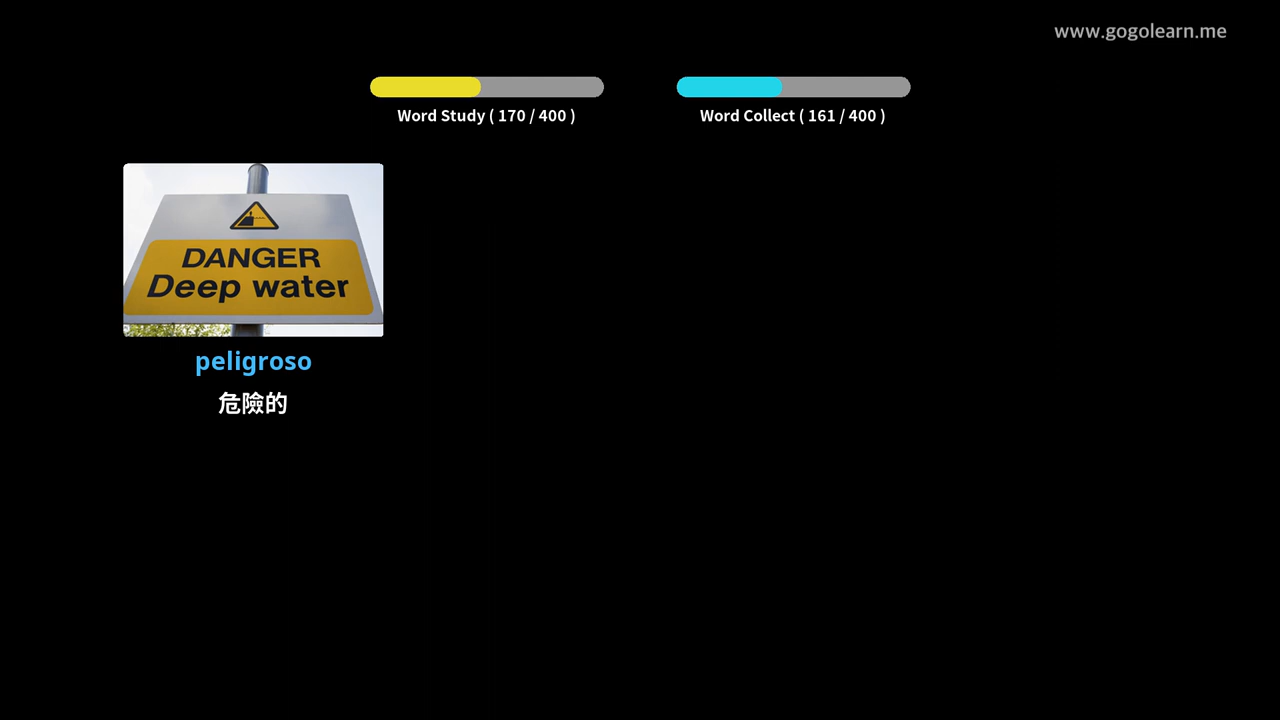 www.gogolearn.me
Word Study ( 170 / 400 )
Word Collect ( 161 / 400 )
DANGER
Deep water
peligroso
危險的